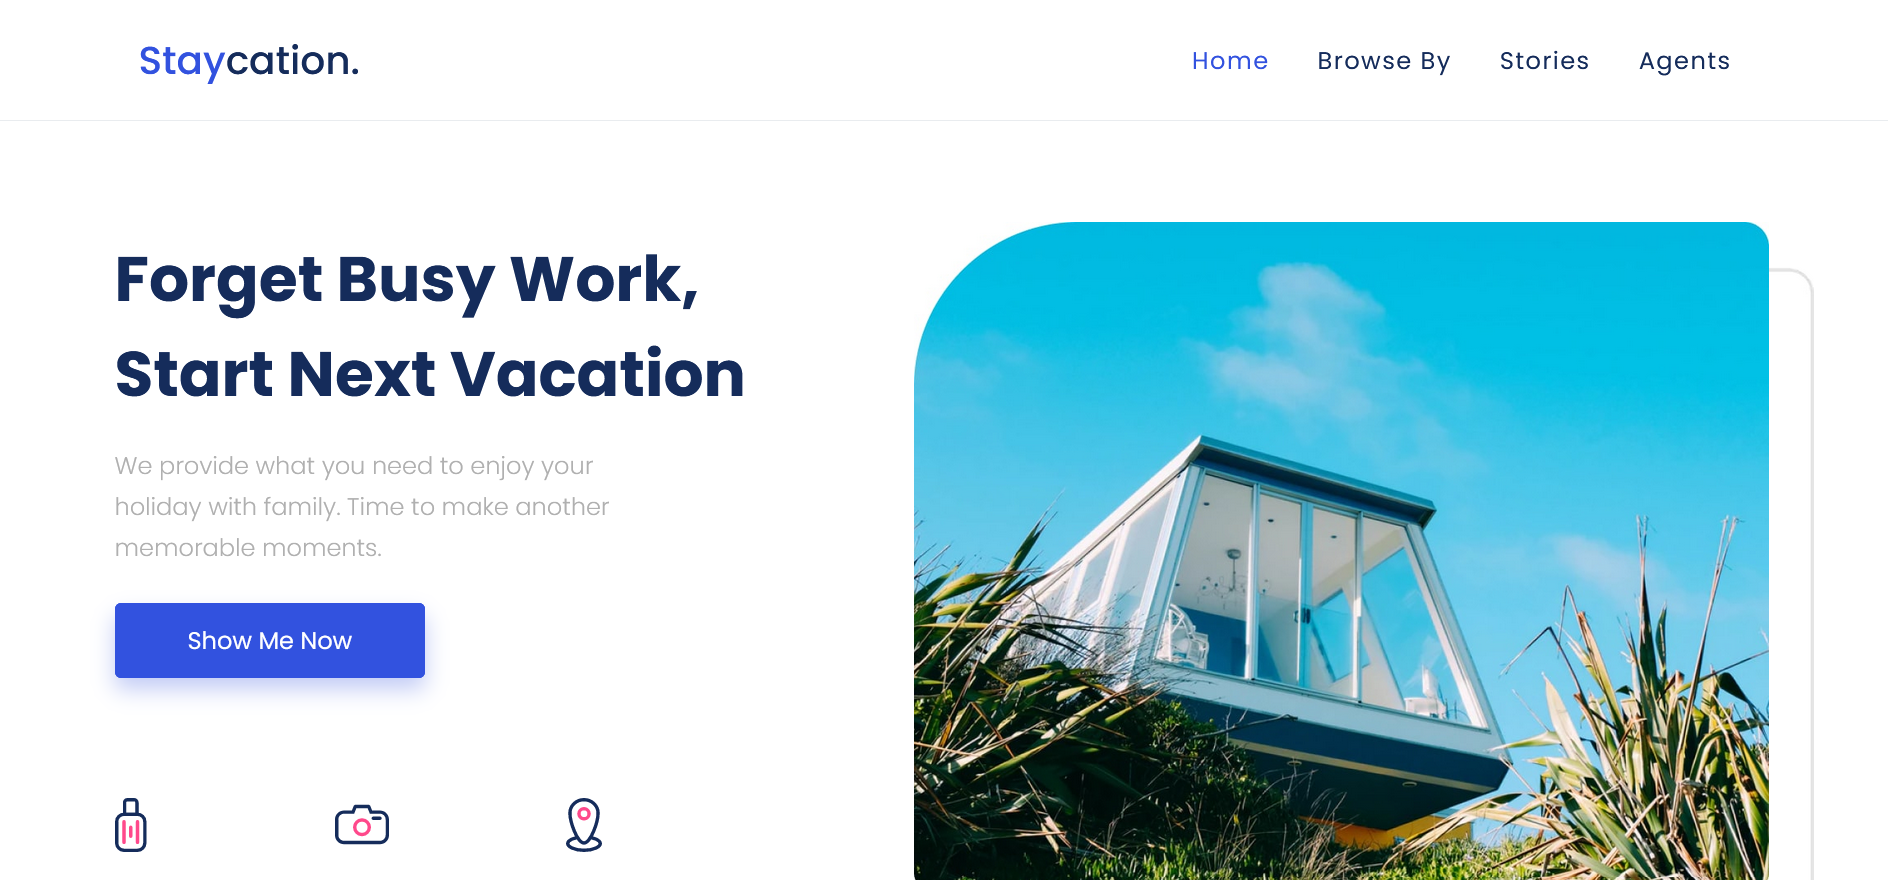 Staycation.
Home Browse By Stories Agents
Forget Busy Work,
Start Next Vacation
We provide what you need to enjoy your
holiday with family. Time to make another
memorable moments.
Show Me Now